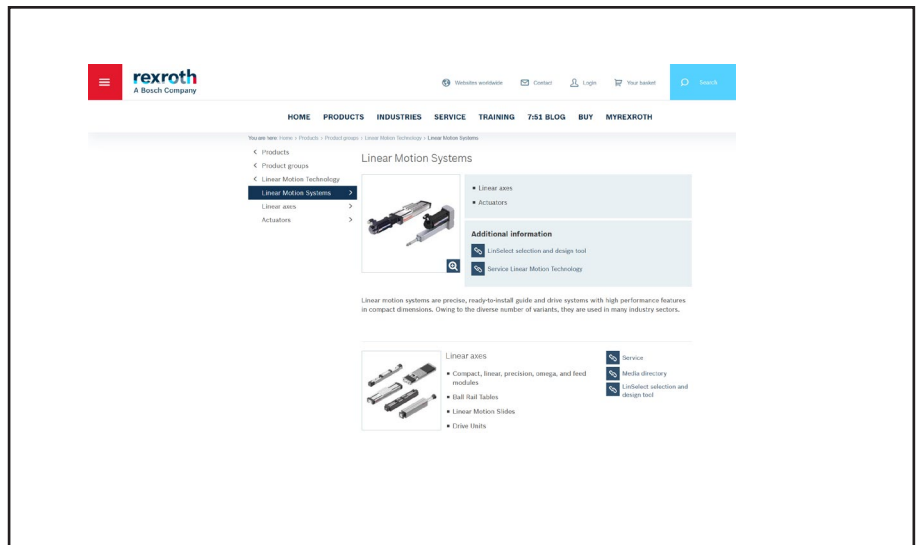 rexroth
A Bosch Company
Websites worldwide Contact Login Your basket Search
HOME PRODUCTS INDUSTRIES SERVICE TRAINING 7:51 BLOG BUY MYREXROTH
You are here: Home > Products > Product groups > Linear Motion Technology > Linear Motion Systems
Products
Product groups
Linear Motion Technology
Linear Motion Systems
Linear axes
Actuators
Linear Motion Systems
Linear axes
Actuators
Additional information
LinSelect selection and design tool
Service Linear Motion Technology
Linear motion systems are precise, ready-to-install guide and drive systems with high performance features
in compact dimensions. Owing to the diverse number of variants, they are used in many industry sectors.
Linear axes
Compact, linear, precision, omega, and feed
modules
Ball Rail Tables
Linear Motion Slides
Drive Units
Service
Media directory
LinSelect selection and
design tool